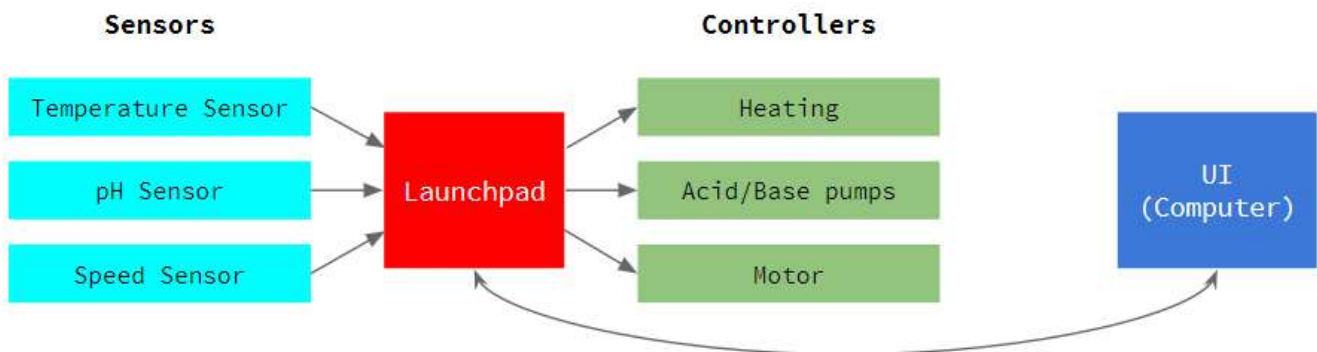 Sensors
Controllers
Temperature Sensor
pH Sensor
Speed Sensor
Launchpad
Heating
Acid/Base pumps
Motor
UI
(Computer)